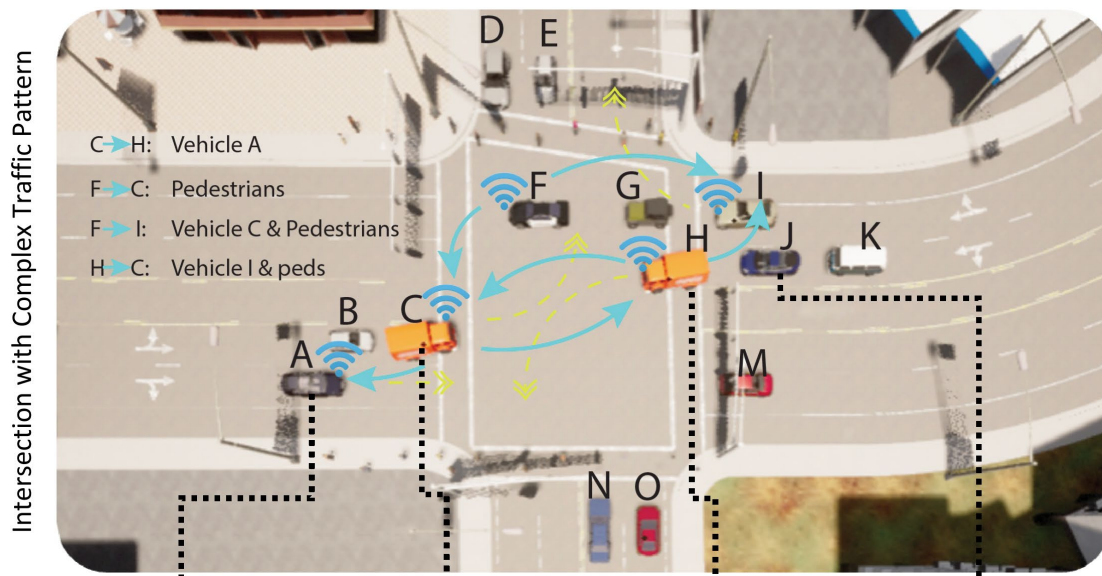 Intersection with Complex Traffic Pattern
D
E
C H: Vehicle A
F C: Pedestrians
F I: Vehicle C & Pedestrians
H C: Vehicle I & peds
F
G
I
H
J
K
B
C
A
M
N
O